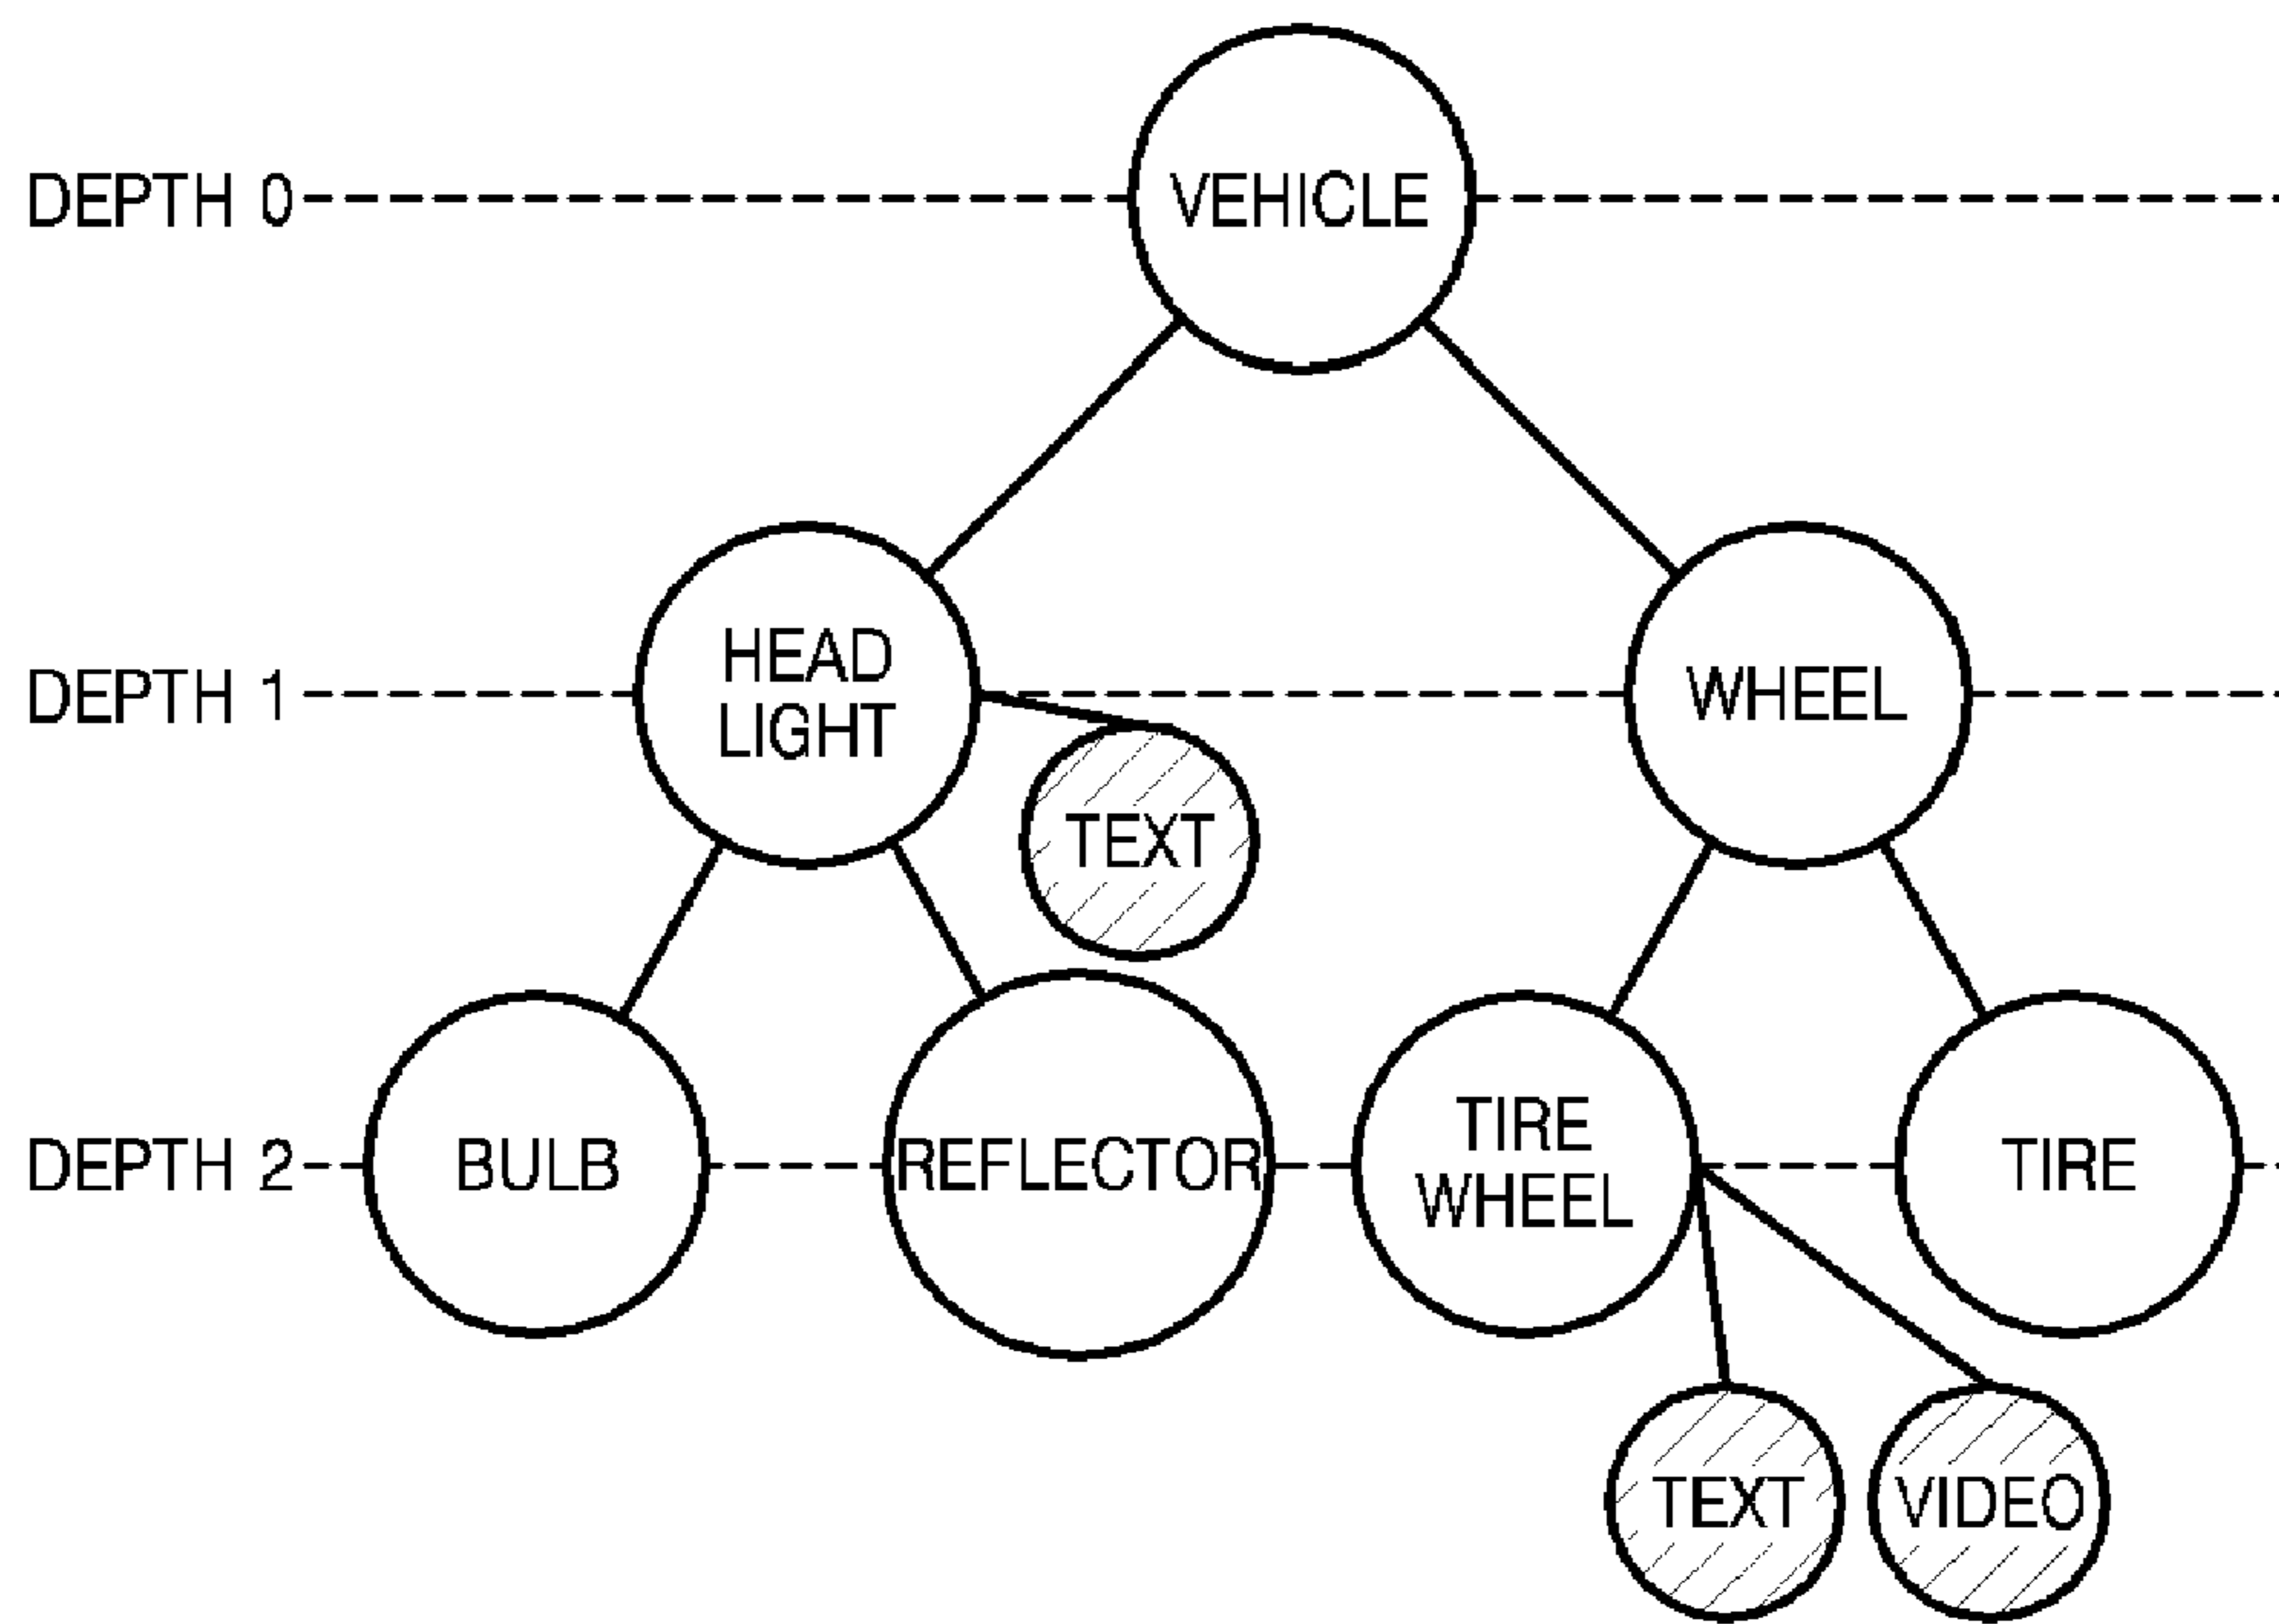 VEHICLE
DEPTH 0
HEAD
LIGHT
DEPTH 1
WHEEL
TEXT
DEPTH 2
BULB
REFLECTOR
TIRE
WHEEL
TIRE
TEXT
VIDEO